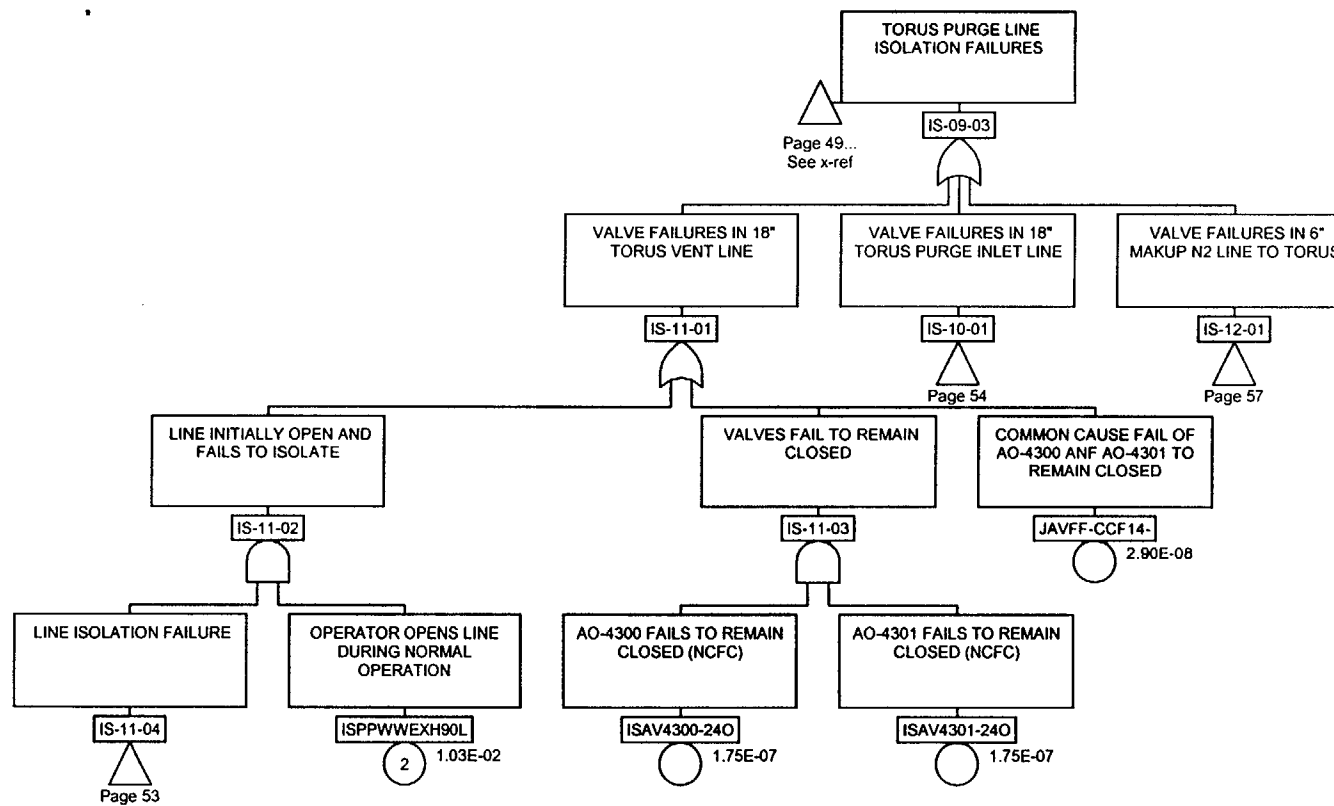 TORUS PURGE LINE
ISOLATION FAILURES
Page 49...
See x-ref
IS-09-03
VALVE FAILURES IN 18"
TORUS VENT LINE
IS-11-01
VALVE FAILURES IN 18"
TORUS PURGE INLET LINE
IS-10-01
Page 54
VALVE FAILURES IN 6"
MAKUP N2 LINE TO TORUS
IS-12-01
Page 57
LINE INITIALLY OPEN AND
FAILS TO ISOLATE
IS-11-02
VALVES FAIL TO REMAIN
CLOSED
IS-11-03
COMMON CAUSE FAIL OF
AO-4300 ANF AO-4301 TO
REMAIN CLOSED
JAVFF-CCF14-
2.90E-08
LINE ISOLATION FAILURE
IS-11-04
Page 53
OPERATOR OPENS LINE
DURING NORMAL
OPERATION
ISPPWWEXH90L
2
1.03E-02
AO-4300 FAILS TO REMAIN
CLOSED (NCFC)
ISAV4300-24O
1.75E-07
AO-4301 FAILS TO REMAIN
CLOSED (NCFC)
ISAV4301-24O
1.75E-07